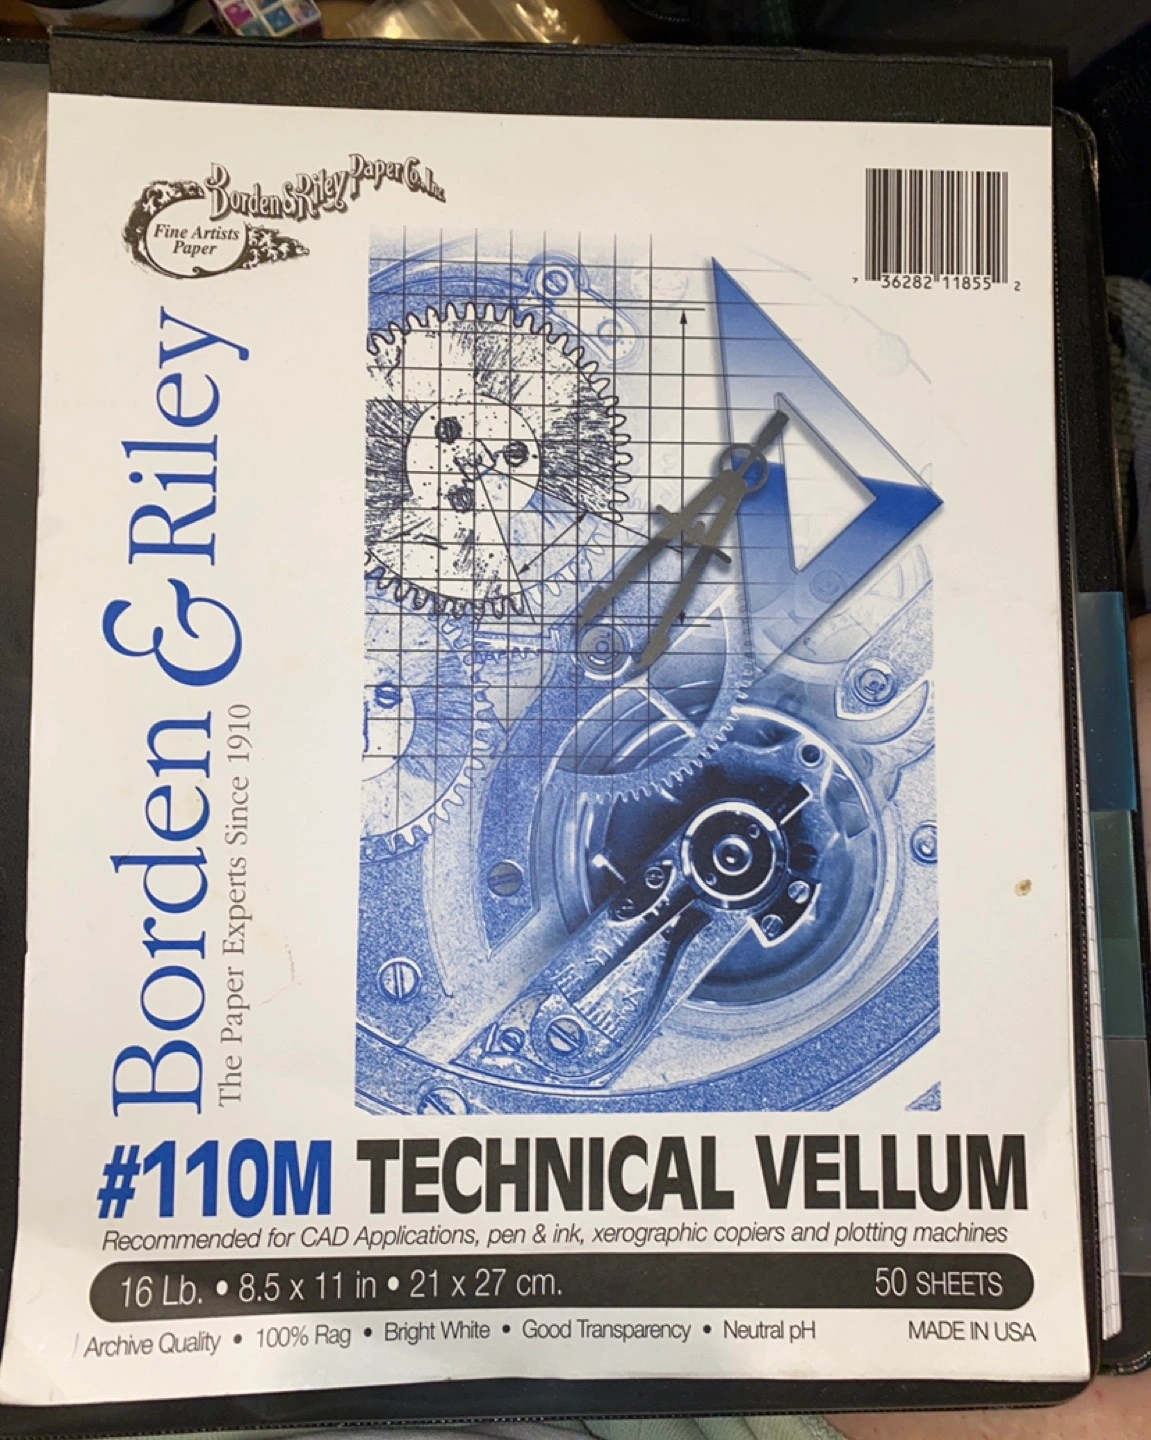 Borden & Riley Paper Co. Inc.
Fine Artists
Paper
7 36282 11855 2
Borden & Riley
The Paper Experts Since 1910
#110M TECHNICAL VELLUM
Recommended for CAD Applications, pen & ink, xerographic copiers and plotting machines
16 Lb. • 8.5 x 11 in • 21 x 27 cm. 50 SHEETS
Archive Quality • 100% Rag • Bright White • Good Transparency • Neutral pH MADE IN USA